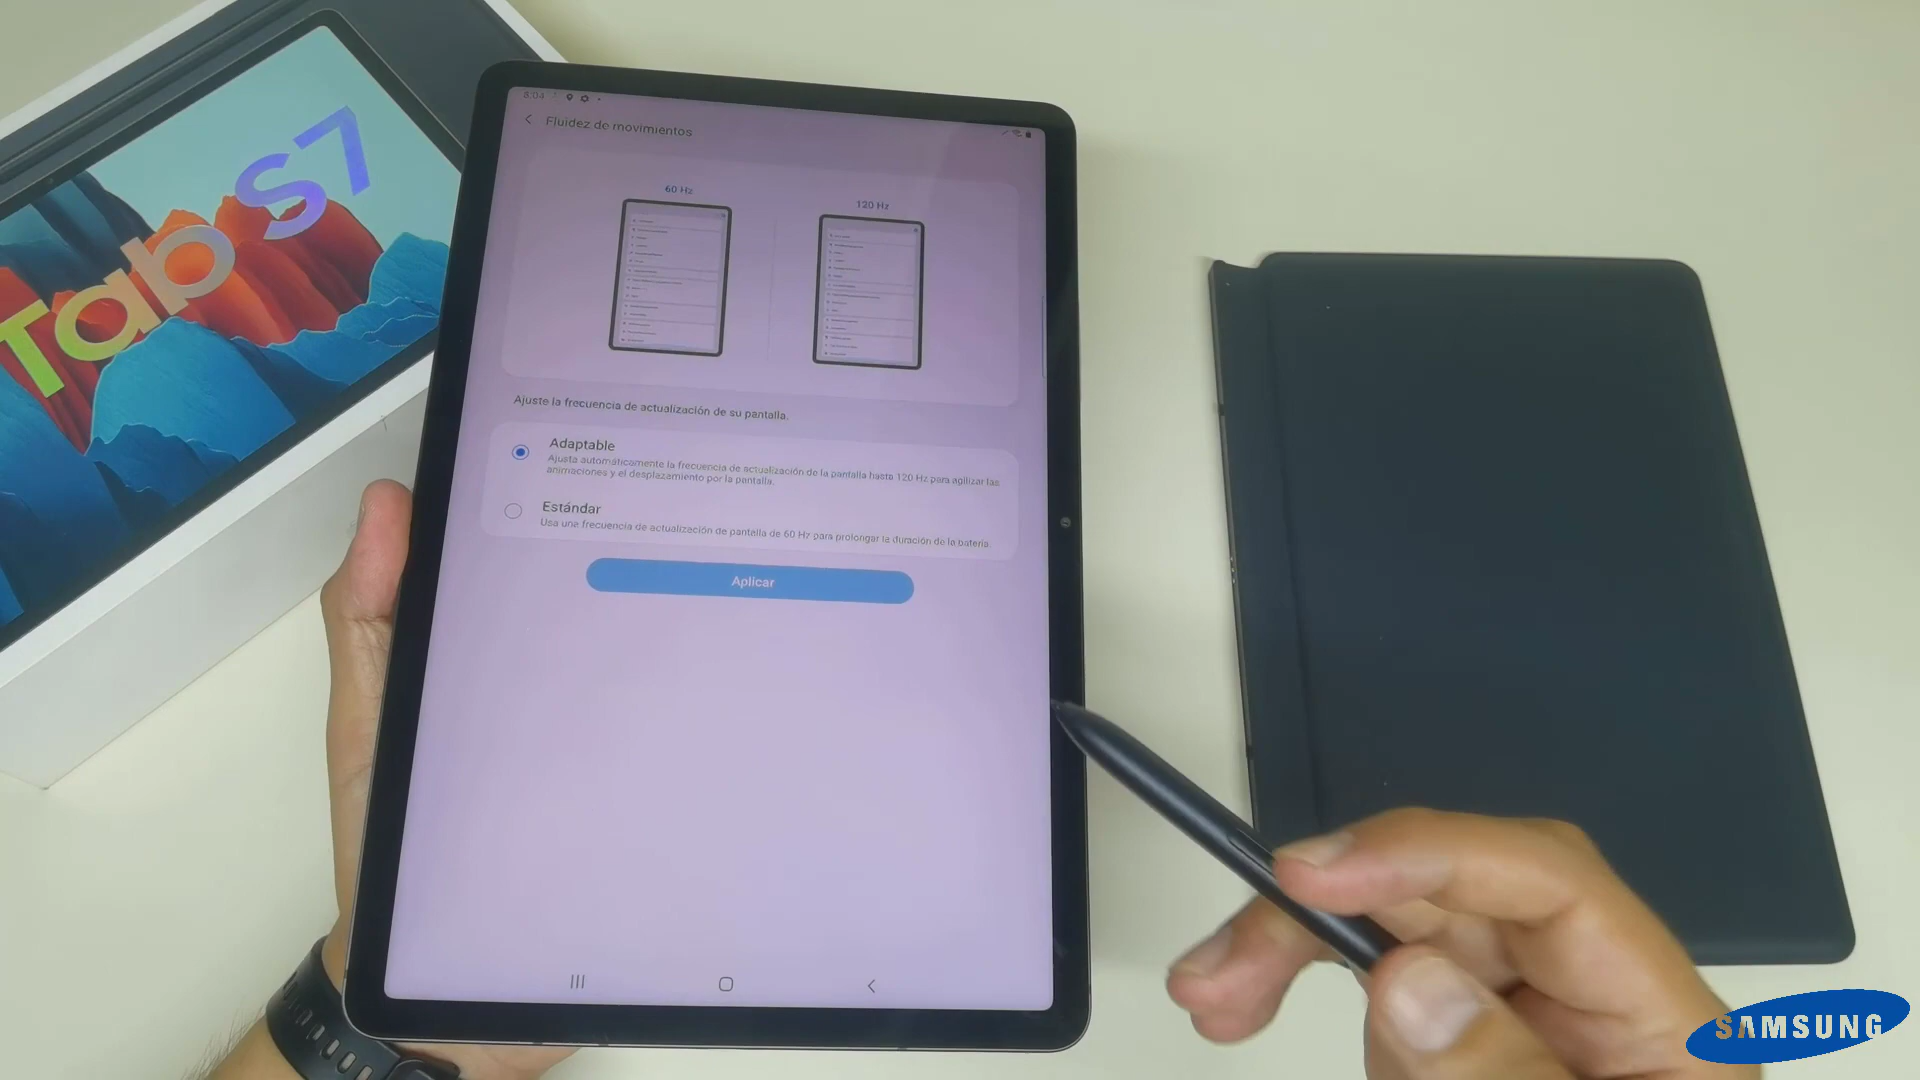 Tab S7
8:04
Fluidez de movimientos
60 Hz
120 Hz
Ajuste la frecuencia de actualización de su pantalla.
Adaptable
Ajusta automáticamente la frecuencia de actualización de la pantalla hasta 120 Hz para agilizar las
animaciones y el desplazamiento por la pantalla.
Estándar
Usa una frecuencia de actualización de pantalla de 60 Hz para prolongar la duración de la batería.
Aplicar
SAMSUNG